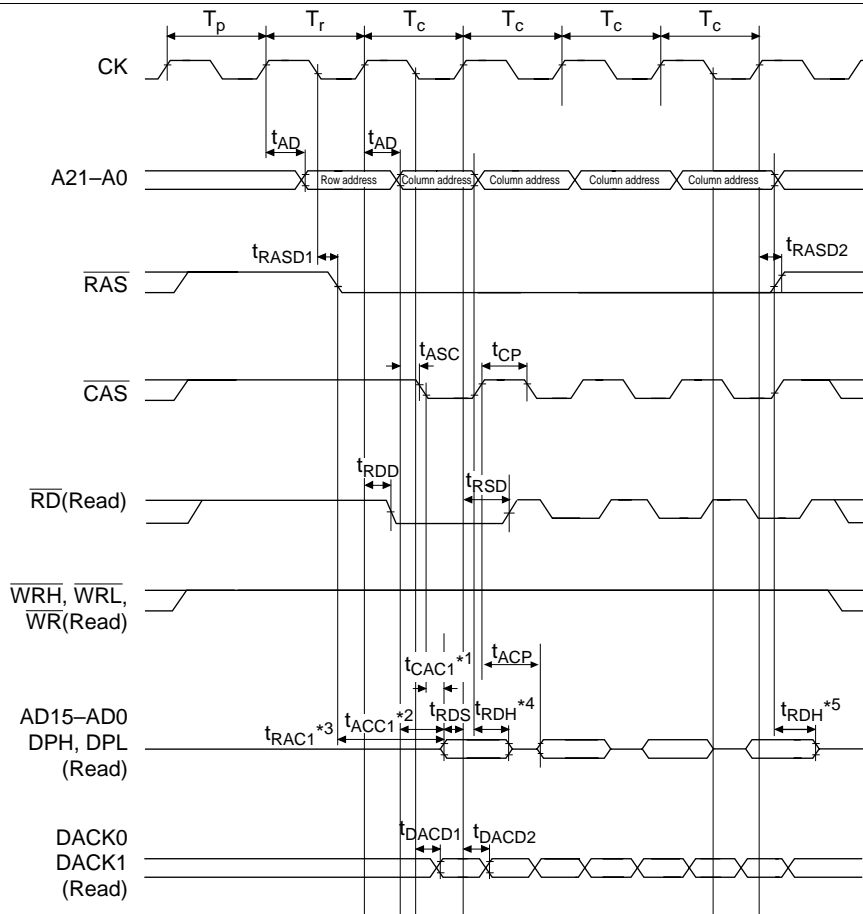 Tp Tr Tc Tc Tc Tc
CK
tAD tAD
A21–A0 Row address Column address Column address Column address Column address
tRASD1 tRASD2
RAS
tASC tCP
CAS
tRDD tRSD
RD(Read)
WRH, WRL,
WR(Read)
tCAC1*1 tACP
AD15–AD0
DPH, DPL
(Read)
tRAC1*3 tACC1*2 tRDS tRDH*4 tRDH*5
DACK0
DACK1
(Read)
tDACD1 tDACD2